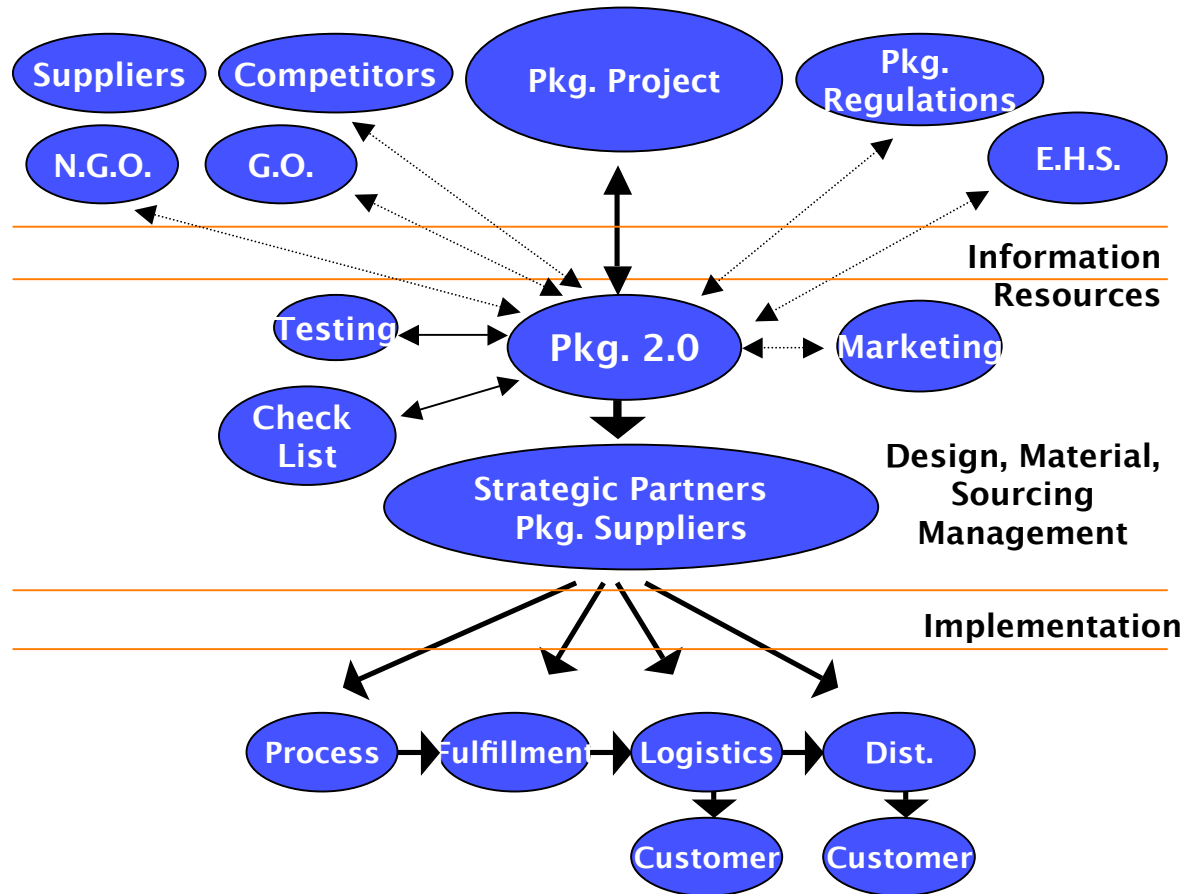 Suppliers
Competitors
Pkg. Project
Pkg.
Regulations
N.G.O.
G.O.
E.H.S.
Information
Resources
Testing
Pkg. 2.0
Marketing
Check
List
Strategic Partners
Pkg. Suppliers
Design, Material,
Sourcing
Management
Implementation
Process
Fulfillment
Logistics
Dist.
Customer
Customer